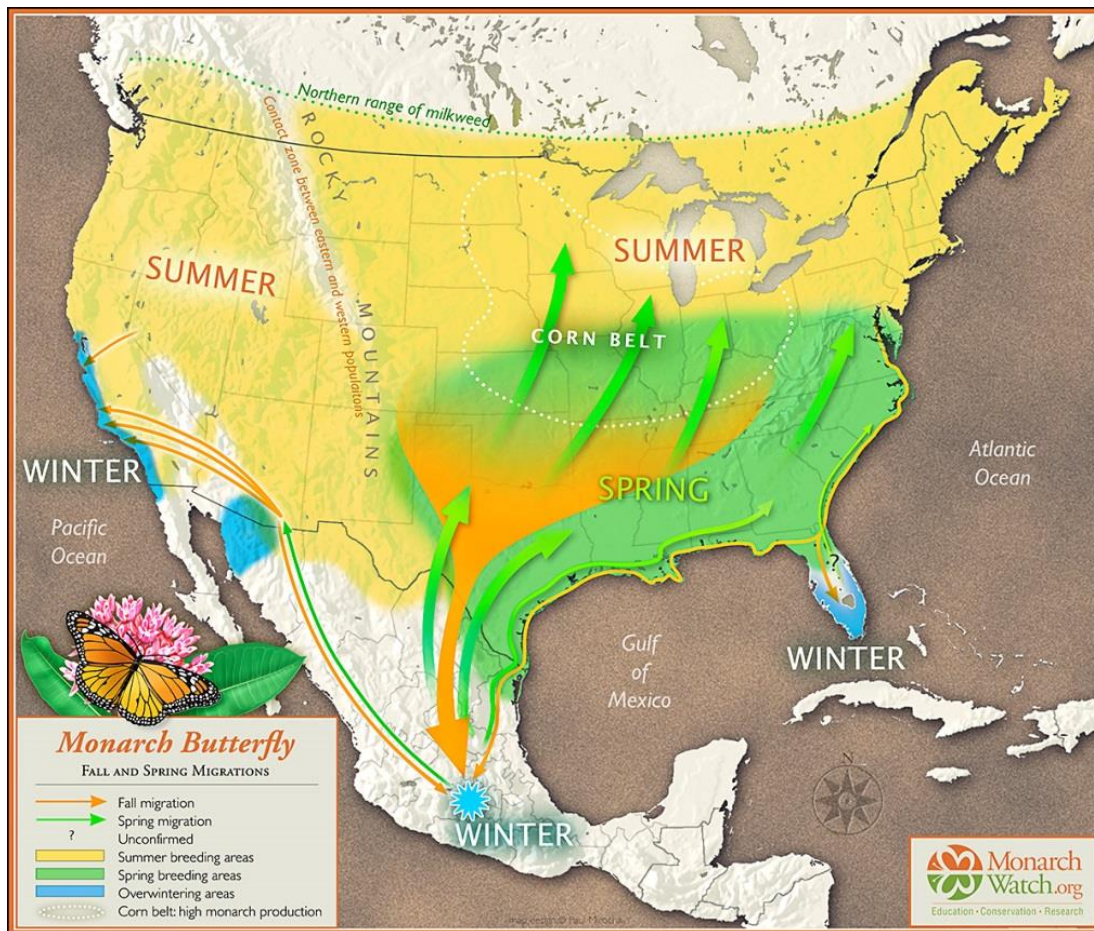 Northern range of milkweed
Contact zone between eastern and western populaitons
ROCKY
MOUNTAINS
SUMMER
SUMMER
CORN BELT
SPRING
WINTER
Pacific
Ocean
Atlantic
Ocean
?
WINTER
Gulf
of
Mexico
WINTER
N
Monarch Butterfly
FALL AND SPRING MIGRATIONS
Fall migration
Spring migration
? Unconfirmed
Summer breeding areas
Spring breeding areas
Overwintering areas
Corn belt: high monarch production
Monarch
Watch.org
Education • Conservation • Research